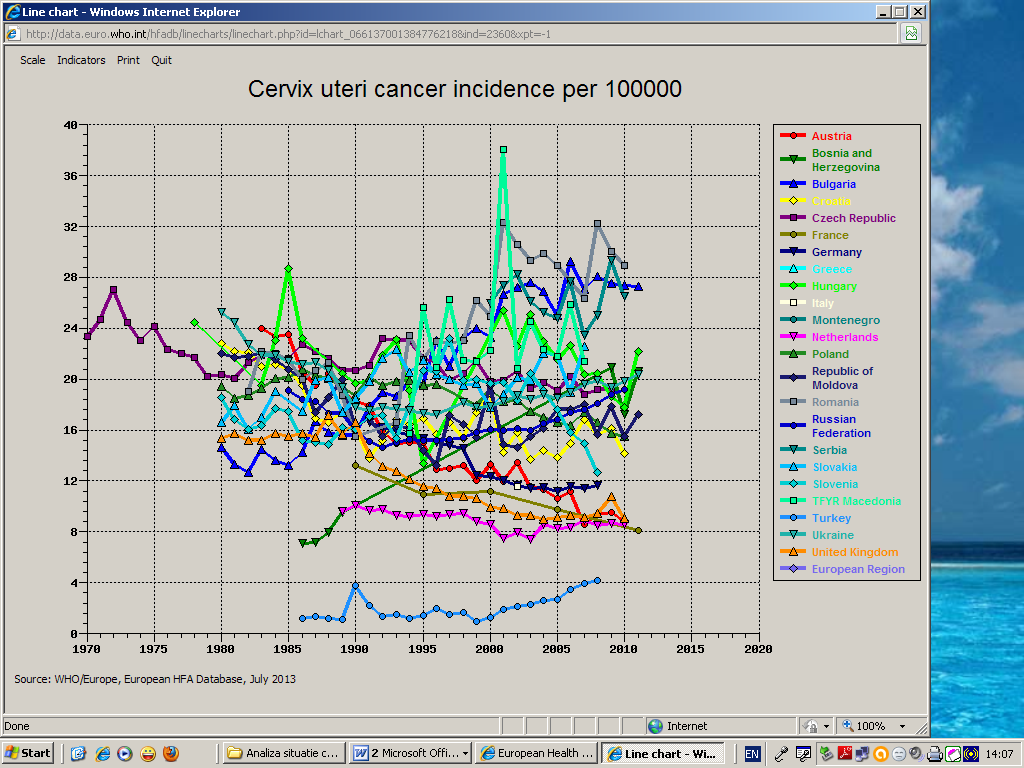 Line chart - Windows Internet Explorer
http://data.euro.who.int/hfadb/linecharts/linechart.php?id=lchart_0661370013847762188&ind=2360&xpt=-1
Scale Indicators Print Quit
Cervix uteri cancer incidence per 100000
40
36
32
28
24
20
16
12
8
4
0
1970 1975 1980 1985 1990 1995 2000 2005 2010 2015 2020
Austria
Bosnia and
Herzegovina
Bulgaria
Croatia
Czech Republic
France
Germany
Greece
Hungary
Italy
Montenegro
Netherlands
Poland
Republic of
Moldova
Romania
Russian
Federation
Serbia
Slovakia
Slovenia
TFYR Macedonia
Turkey
Ukraine
United Kingdom
European Region
Source: WHO/Europe, European HFA Database, July 2013
Done Internet 100%
Start Analiza situatie c... 2 Microsoft Offi... European Health ... Line chart - Wi... EN 14:07